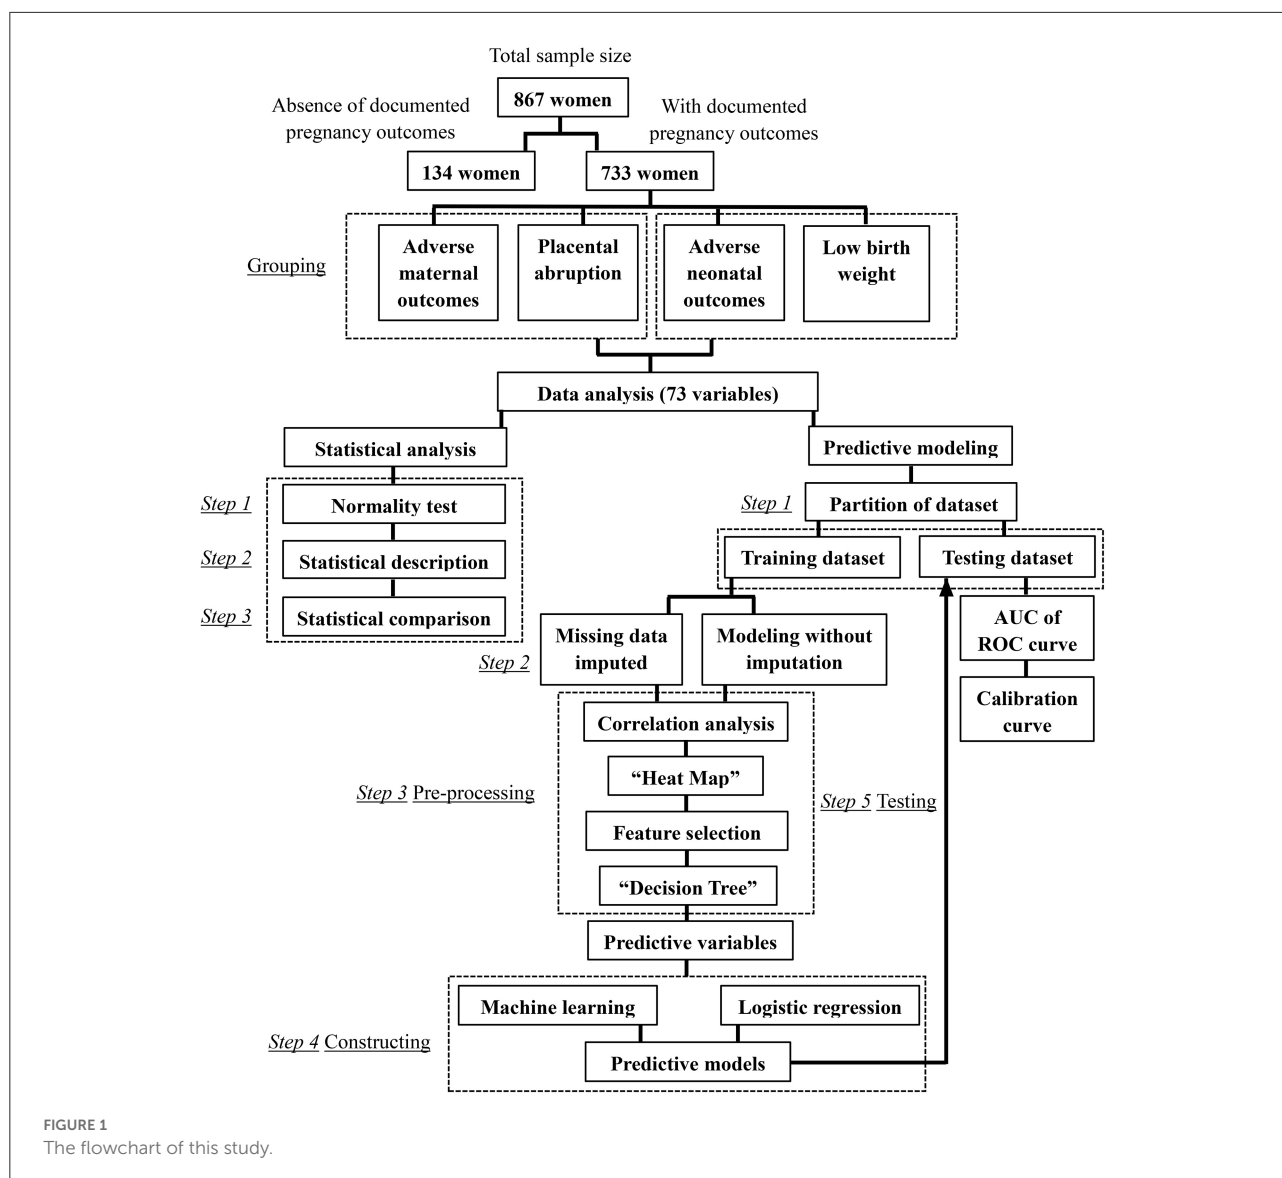 Total sample size
867 women
Absence of documented
pregnancy outcomes
With documented
pregnancy outcomes
134 women
733 women
Grouping
Adverse
maternal
outcomes
Placental
abruption
Adverse
neonatal
outcomes
Low birth
weight
Data analysis (73 variables)
Statistical analysis
Step 1
Normality test
Step 2
Statistical description
Step 3
Statistical comparison
Predictive modeling
Step 1
Partition of dataset
Training dataset
Testing dataset
AUC of
ROC curve
Calibration
curve
Step 2
Missing data
imputed
Modeling without
imputation
Correlation analysis
"Heat Map"
Step 3 Pre-processing
Feature selection
"Decision Tree"
Step 5 Testing
Predictive variables
Machine learning
Logistic regression
Step 4 Constructing
Predictive models
FIGURE 1
The flowchart of this study.